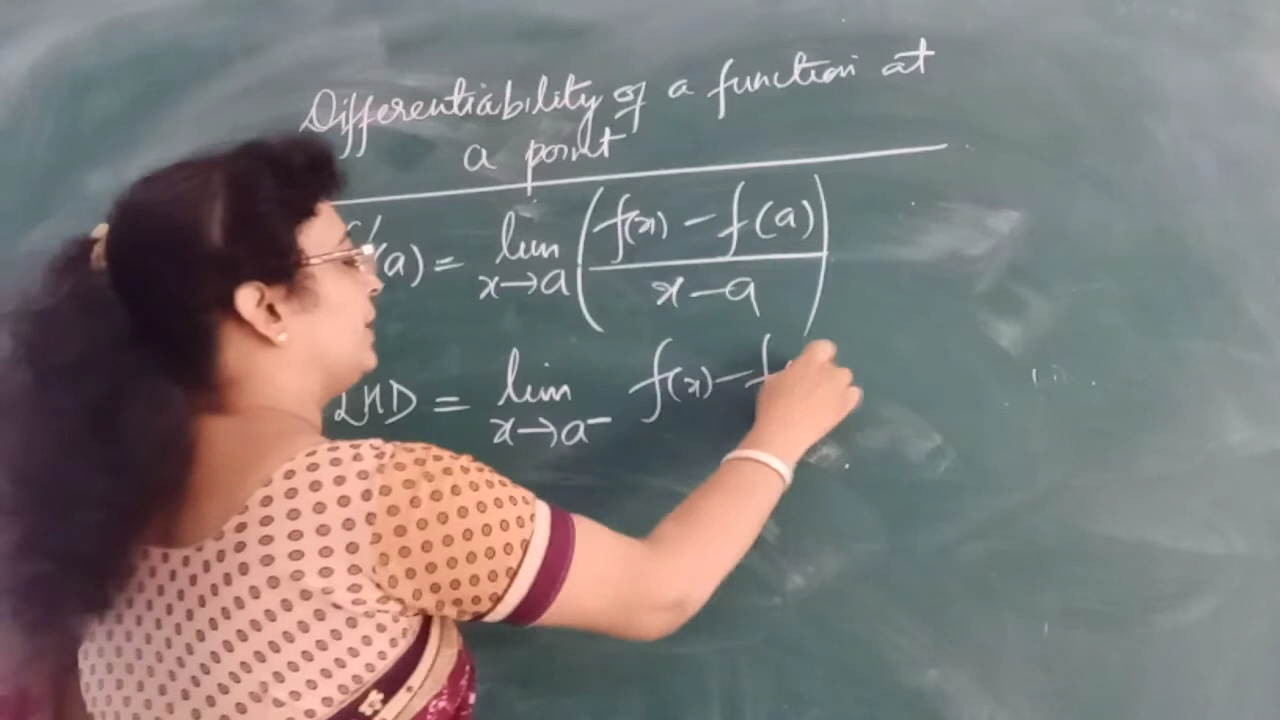 Differentiability of a function at
a point
f'(a) = lim x→a (f(x) - f(a) / x-a)
LHD = lim x→a⁻ f(x) - f